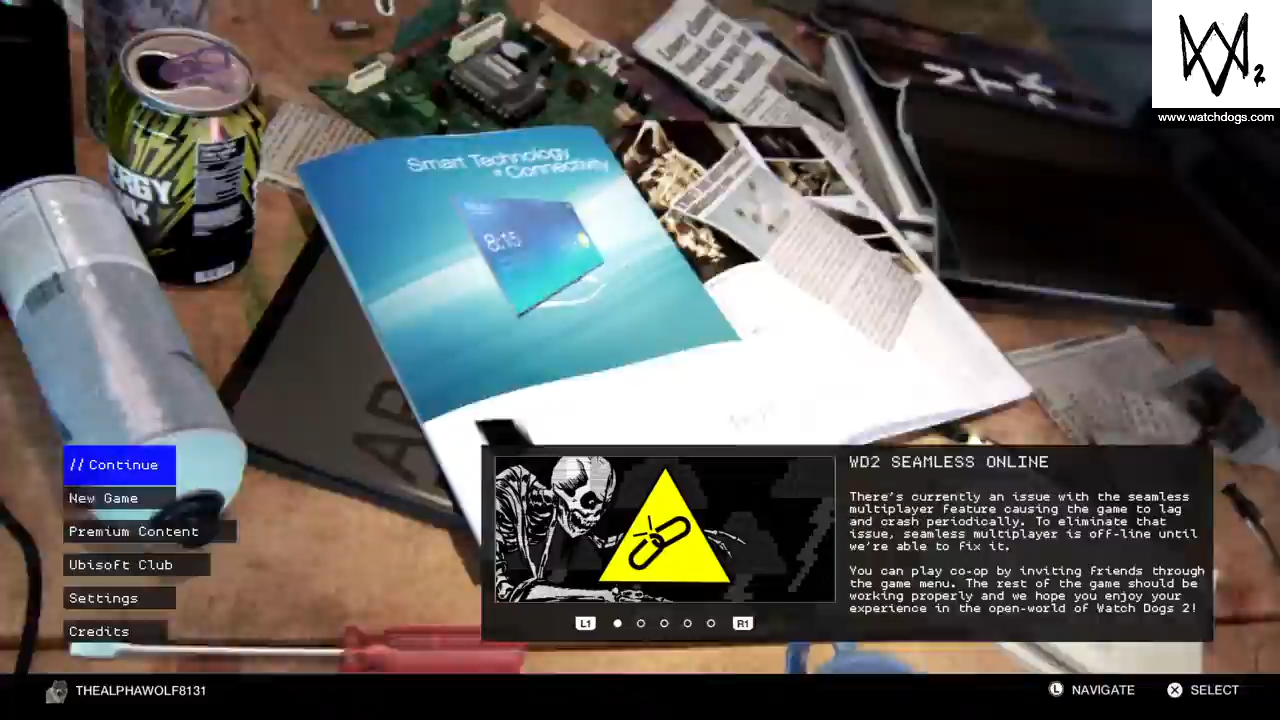 2
www.watchdogs.com
Smart Technology
& Connectivity
8:15
// Continue
New Game
Premium Content
Ubisoft Club
Settings
Credits
WD2 SEAMLESS ONLINE
There's currently an issue with the seamless
multiplayer feature causing the game to lag
and crash periodically. To eliminate that
issue, seamless multiplayer is off-line until
we're able to fix it.
You can play co-op by inviting friends through
the game menu. The rest of the game should be
working properly and we hope you enjoy your
experience in the open-world of Watch Dogs 2!
L1
R1
THEALPHAWOLF8131
L NAVIGATE
SELECT